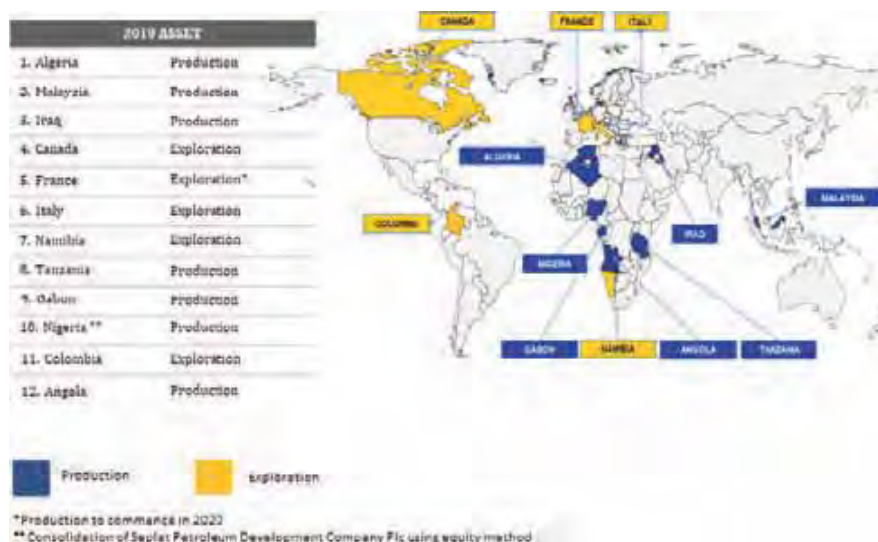 2019 ASSET
1. Algeria Production
2. Malaysia Production
3. Iraq Production
4. Canada Exploration
5. France Exploration*
6. Italy Exploration
7. Namibia Exploration
8. Tanzania Production
9. Gabon Production
10. Nigeria** Production
11. Colombia Exploration
12. Angola Production
CANADA
FRANCE
ITALY
ALGERIA
MALAYSIA
COLOMBIA
IRAQ
NIGERIA
GABON
NAMIBIA
ANGOLA
TANZANIA
Production
Exploration
*Production to commence in
** Consolidation of Seplat Petroleum Development Company Plc using equity method